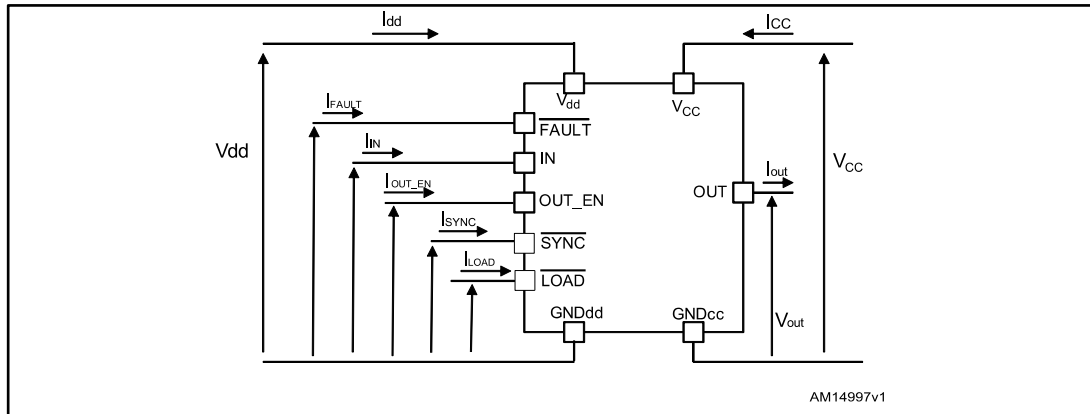 Idd
ICC
Vdd
VCC
IFAULT
FAULT
Vdd
IIN
IN
VCC
Iout
OUT
IOUT_EN
OUT_EN
ISYNC
SYNC
ILOAD
LOAD
GNDdd
GNDcc
Vout
AM14997v1